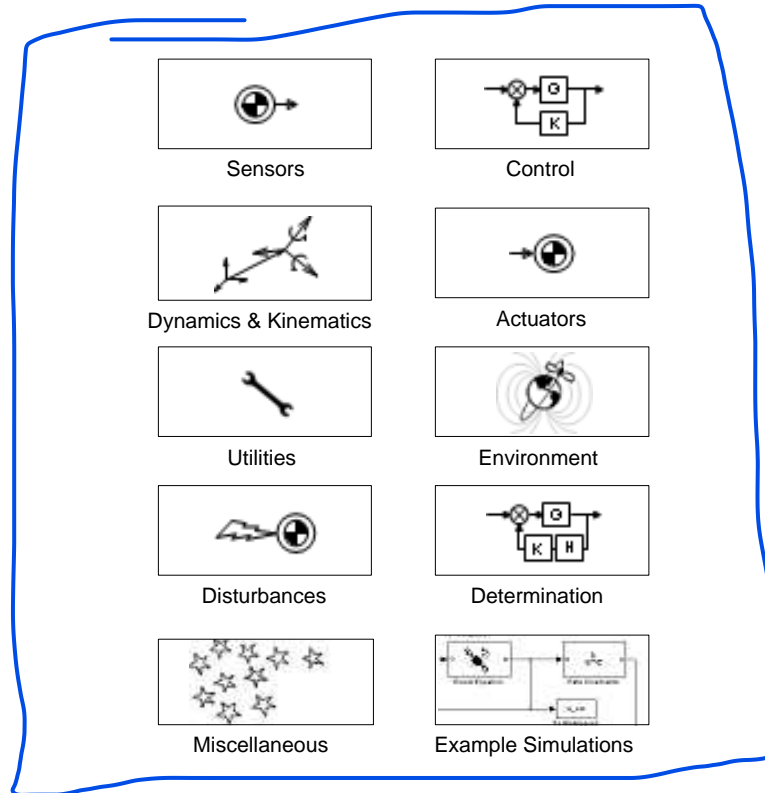 G
K
Sensors
Control
Dynamics & Kinematics
Actuators
Utilities
Environment
G
K H
Disturbances
Determination
Miscellaneous
Example Simulations